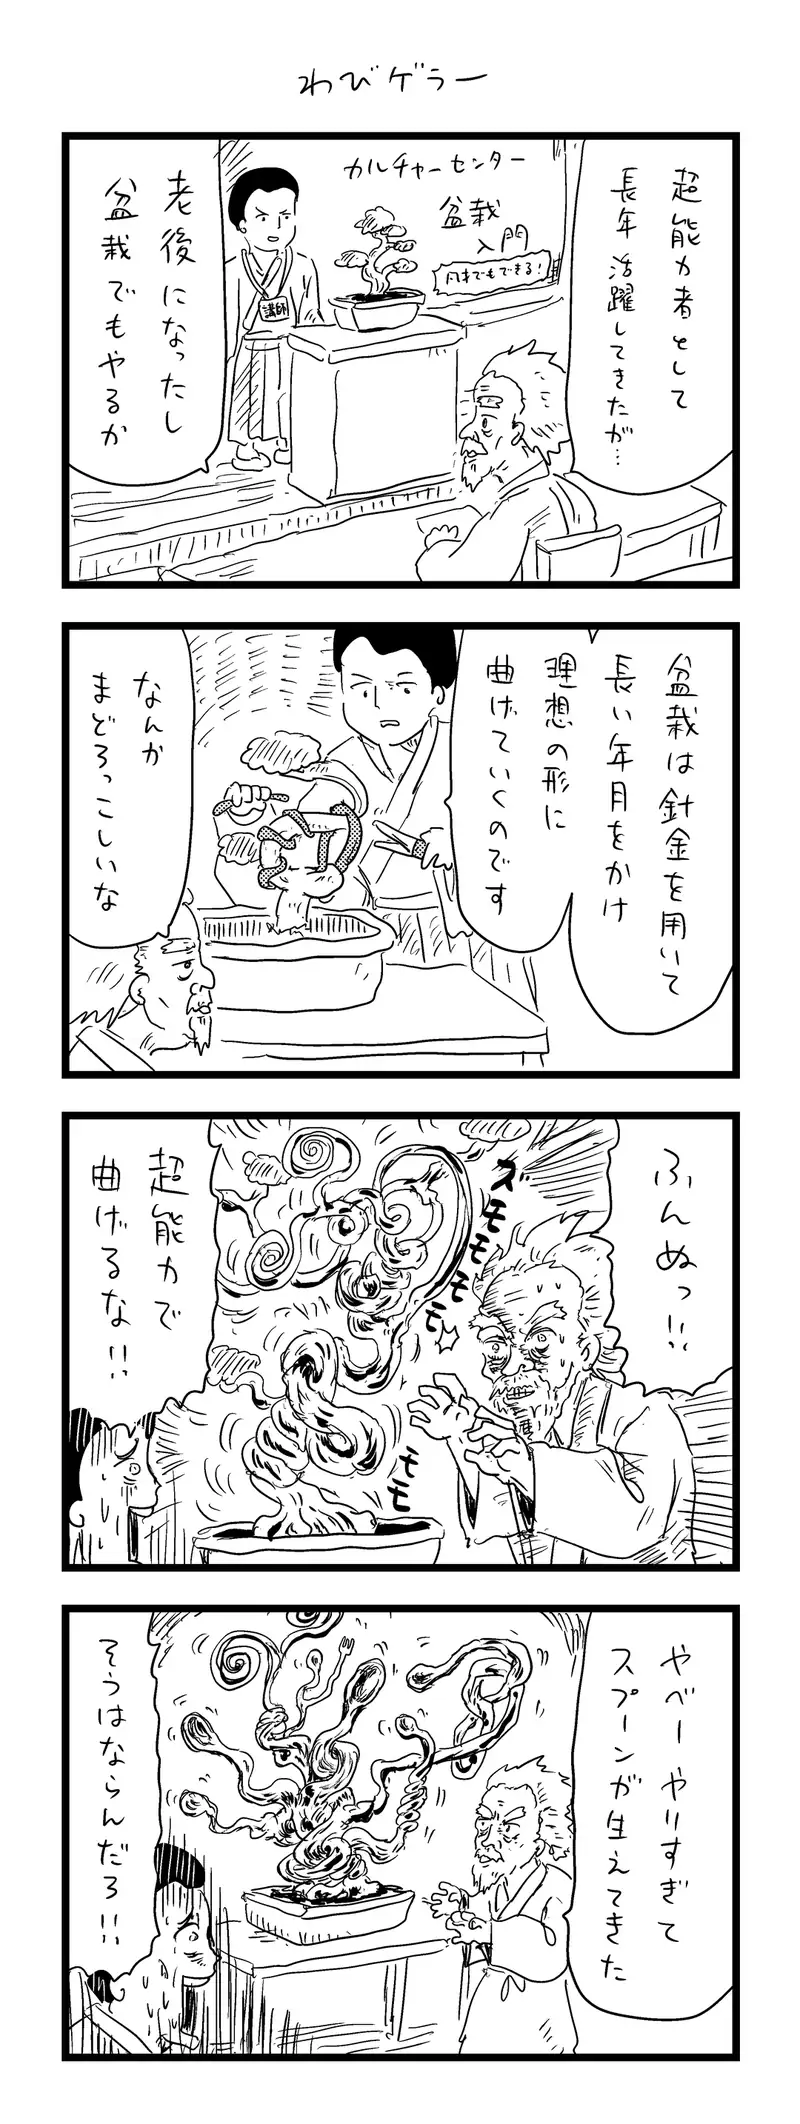 わびゲラー
超能力者として
長年活躍してきたが…
カルチャーセンター
盆栽
入門
凡才でもできる！
講師
老後になったし
盆栽でもやるか
盆栽は針金を用いて
長い年月をかけ
理想の形に
曲げていくのです
なんか
まどろっこしいな
ふんぬっ!!
ズモモモモ
モモ
超能力で
曲げるな!!
やべーやりすぎて
スプーンが生えてきた
そうはならんだろ!!